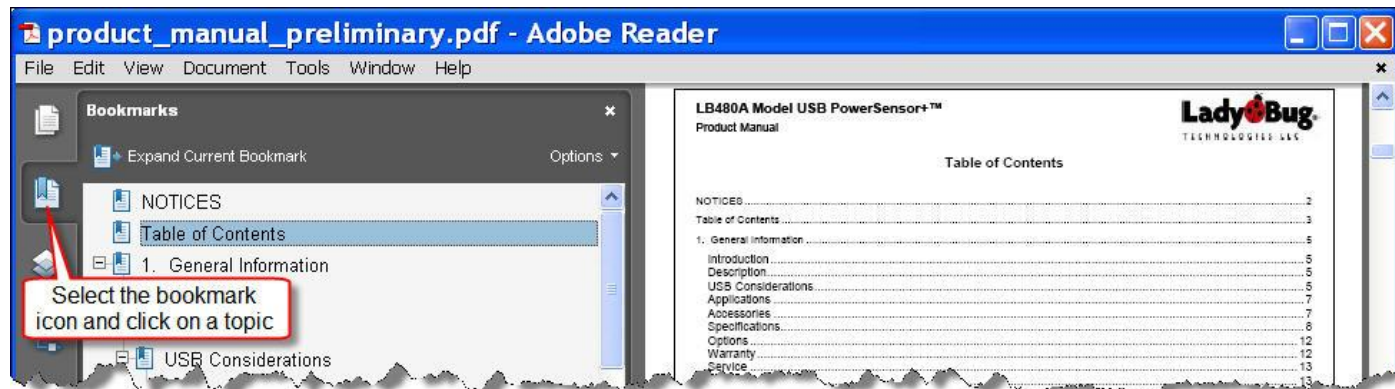 product_manual_preliminary.pdf - Adobe Reader
File Edit View Document Tools Window Help
Bookmarks
Expand Current Bookmark Options
NOTICES
Table of Contents
1. General Information
Select the bookmark
icon and click on a topic
USB Considerations
LB480A Model USB PowerSensor+™
Product Manual
LadyBug
TECHNOLOGIES LLC
Table of Contents
NOTICES 2
Table of Contents 3
1. General Information 5
Introduction 5
Description 5
USB Considerations 5
Applications 7
Accessories 7
Specifications 8
Options 12
Warranty 12
Service 13